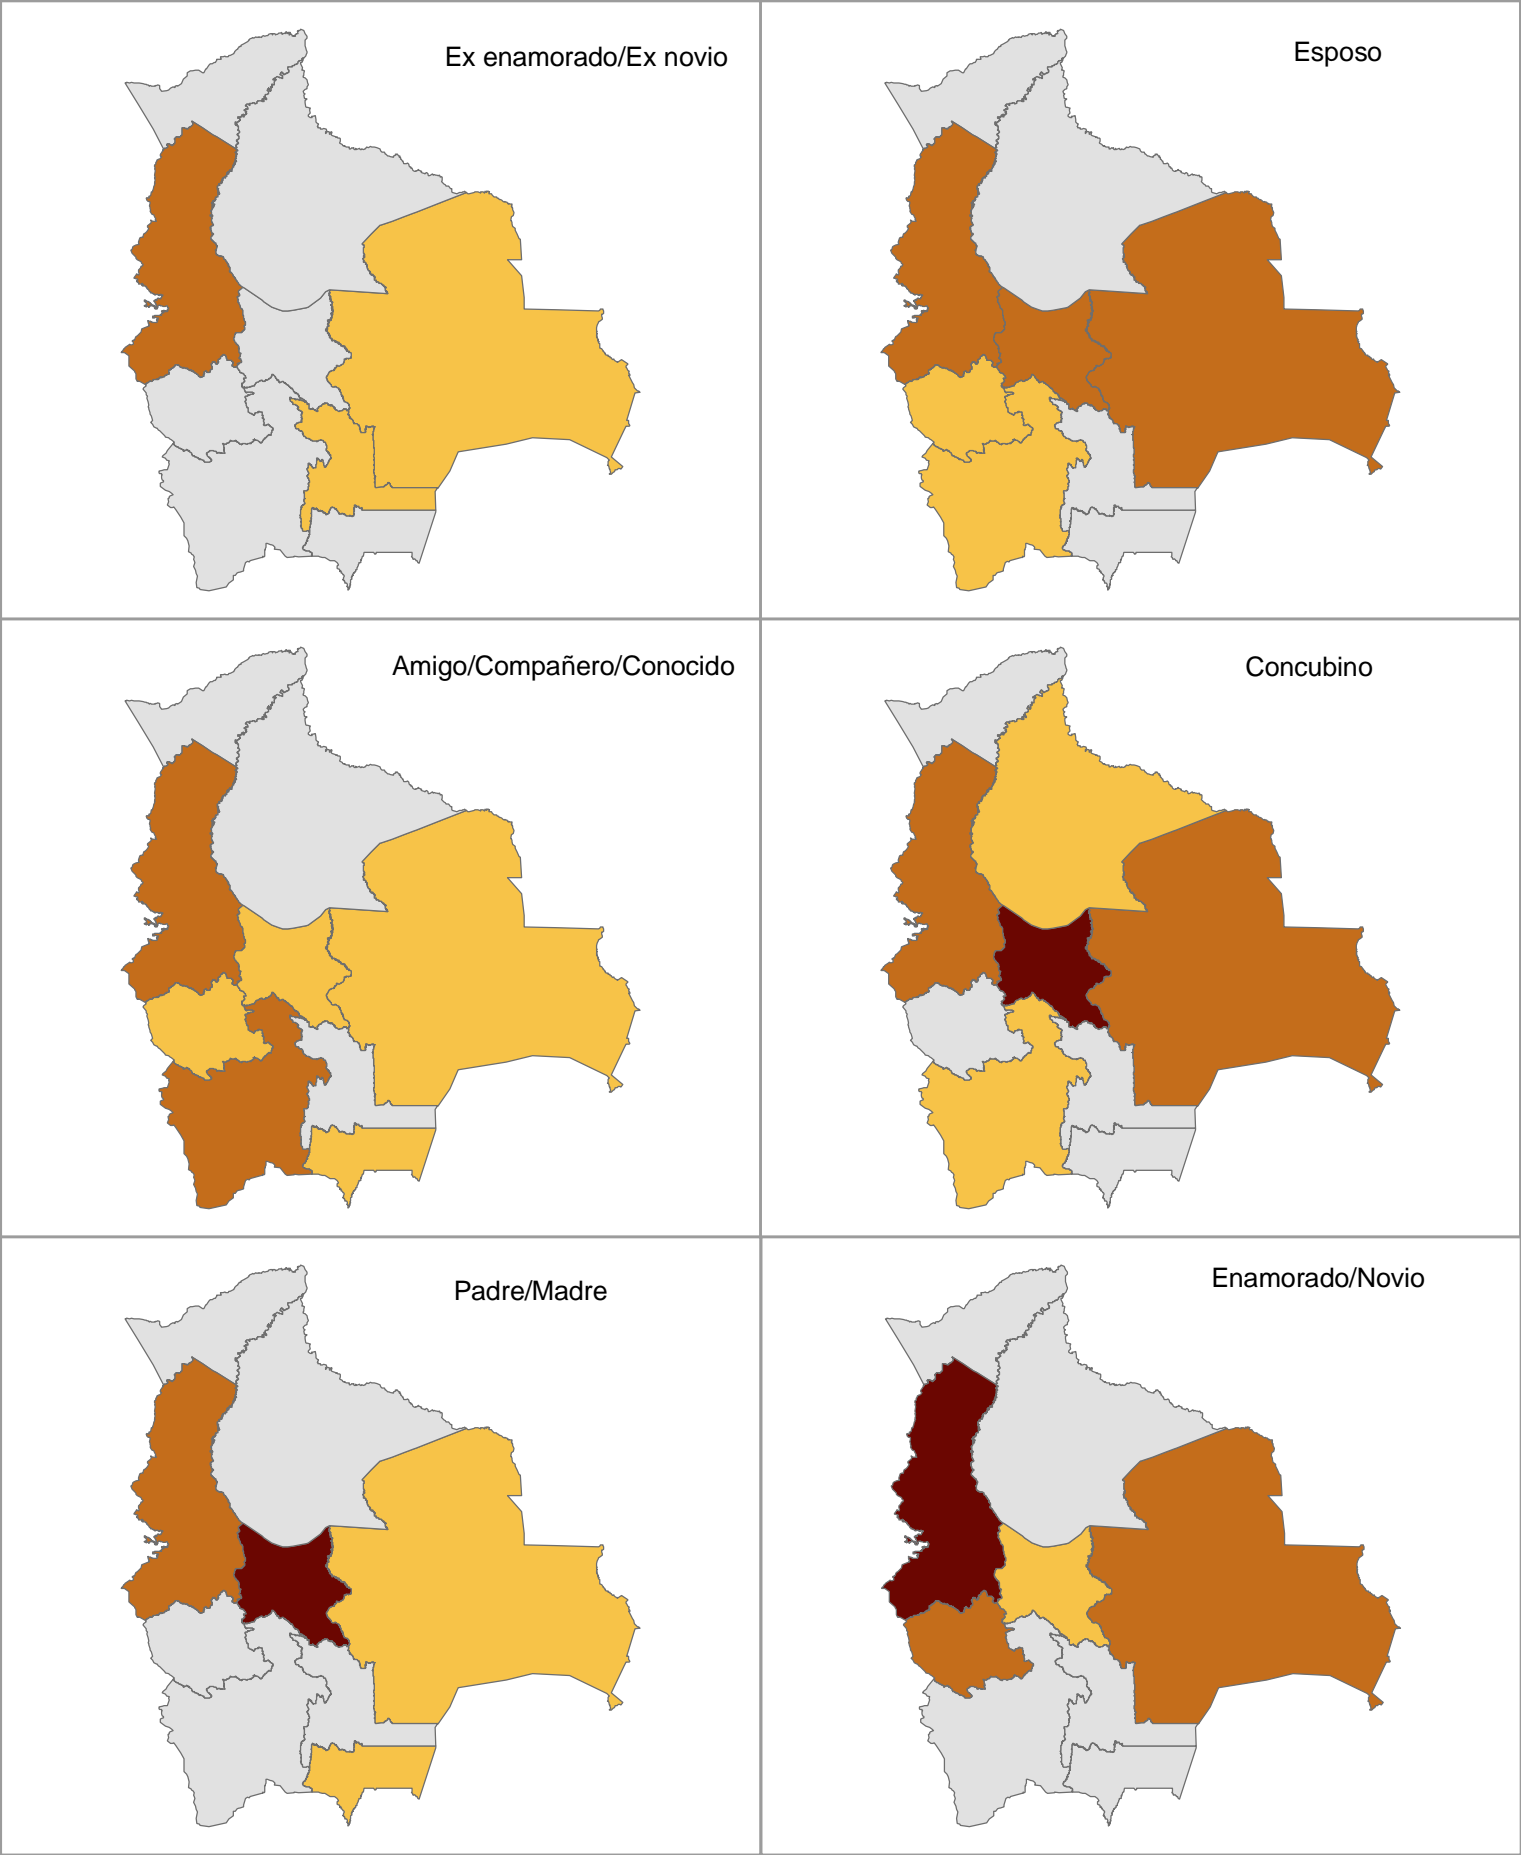 Ex enamorado/Ex novio
Esposo
Amigo/Compañero/Conocido
Concubino
Padre/Madre
Enamorado/Novio